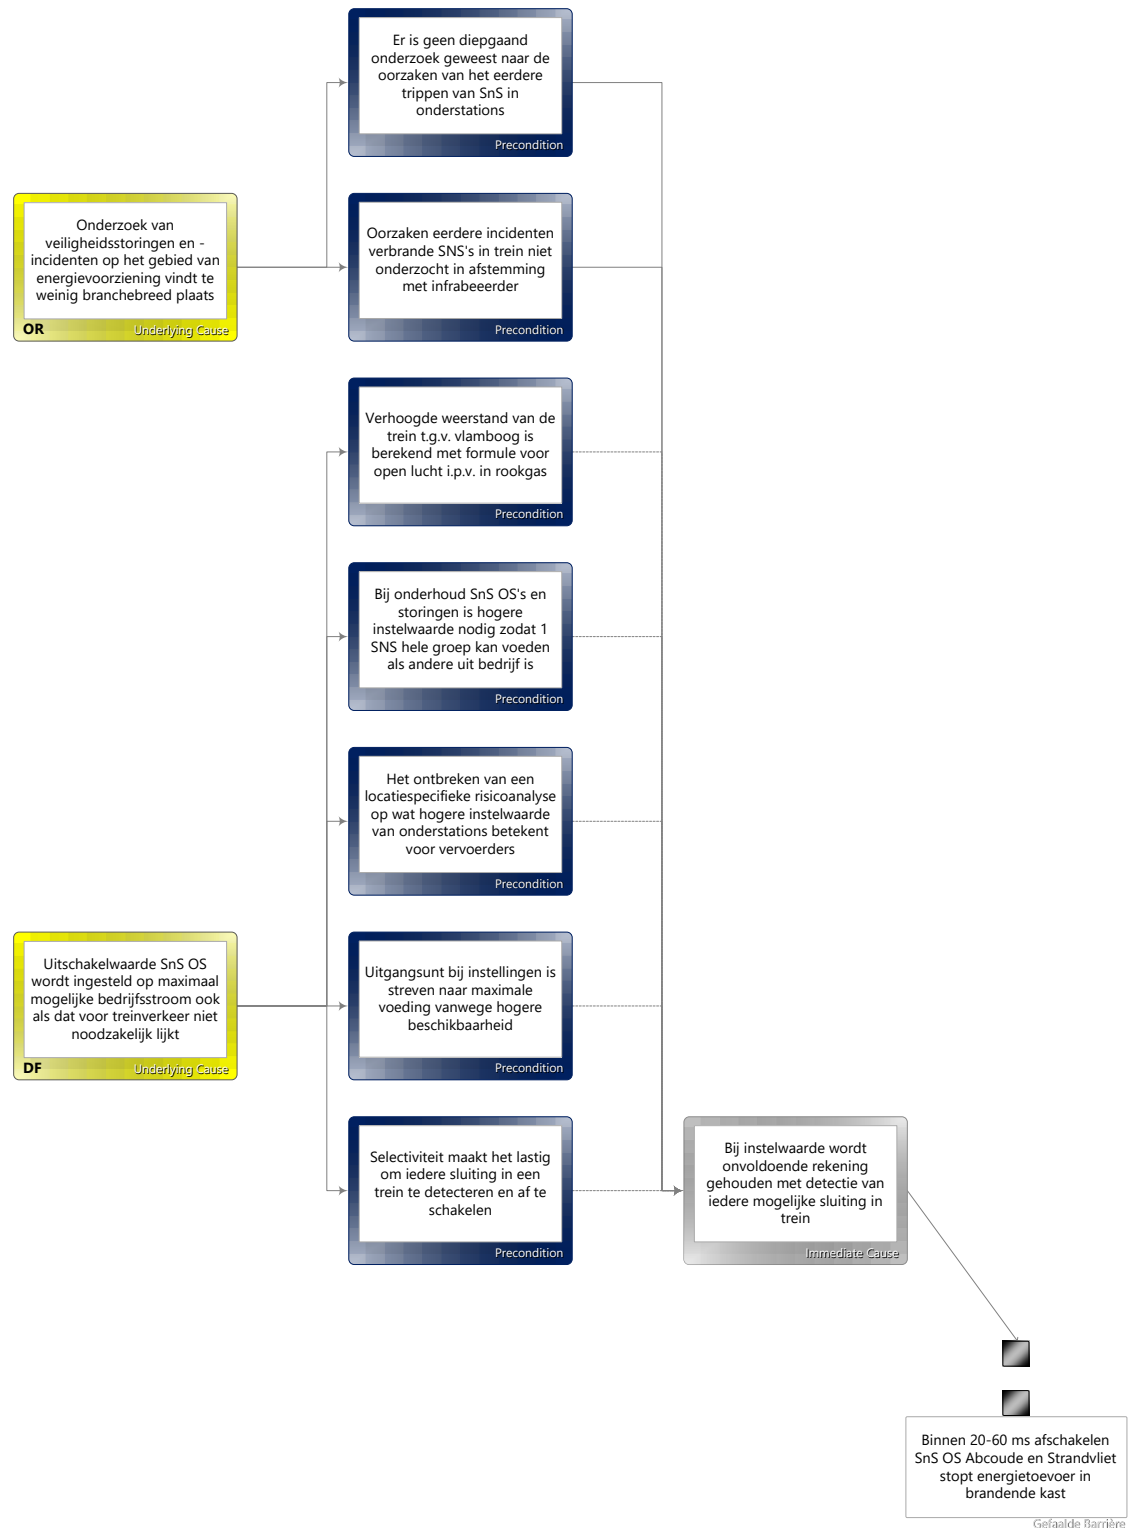 Er is geen diepgaand
onderzoek geweest naar de
oorzaken van het eerdere
trippen van SnS in
onderstations
Precondition
Onderzoek van
veiligheidsstoringen en -
incidenten op het gebied van
energievoorziening vindt te
weinig branchebreed plaats
OR
Underlying Cause
Oorzaken eerdere incidenten
verbrande SNS's in trein niet
onderzocht in afstemming
met infrabeeerder
Precondition
Verhoogde weerstand van de
trein t.g.v. vlamboog is
berekend met formule voor
open lucht i.p.v. in rookgas
Precondition
Bij onderhoud SnS OS's en
storingen is hogere
instelwaarde nodig zodat 1
SNS hele groep kan voeden
als andere uit bedrijf is
Precondition
Het ontbreken van een
locatiespecifieke risicoanalyse
op wat hogere instelwaarde
van onderstations betekent
voor vervoerders
Precondition
Uitschakelwaarde SnS OS
wordt ingesteld op maximaal
mogelijke bedrijfsstroom ook
als dat voor treinverkeer niet
noodzakelijk lijkt
DF
Underlying Cause
Uitgangsunt bij instellingen is
streven naar maximale
voeding vanwege hogere
beschikbaarheid
Precondition
Selectiviteit maakt het lastig
om iedere sluiting in een
trein te detecteren en af te
schakelen
Precondition
Bij instelwaarde wordt
onvoldoende rekening
gehouden met detectie van
iedere mogelijke sluiting in
trein
Immediate Cause
Binnen 20-60 ms afschakelen
SnS OS Abcoude en Strandvliet
stopt energietoevoer in
brandende kast
Gefaalde Barrière